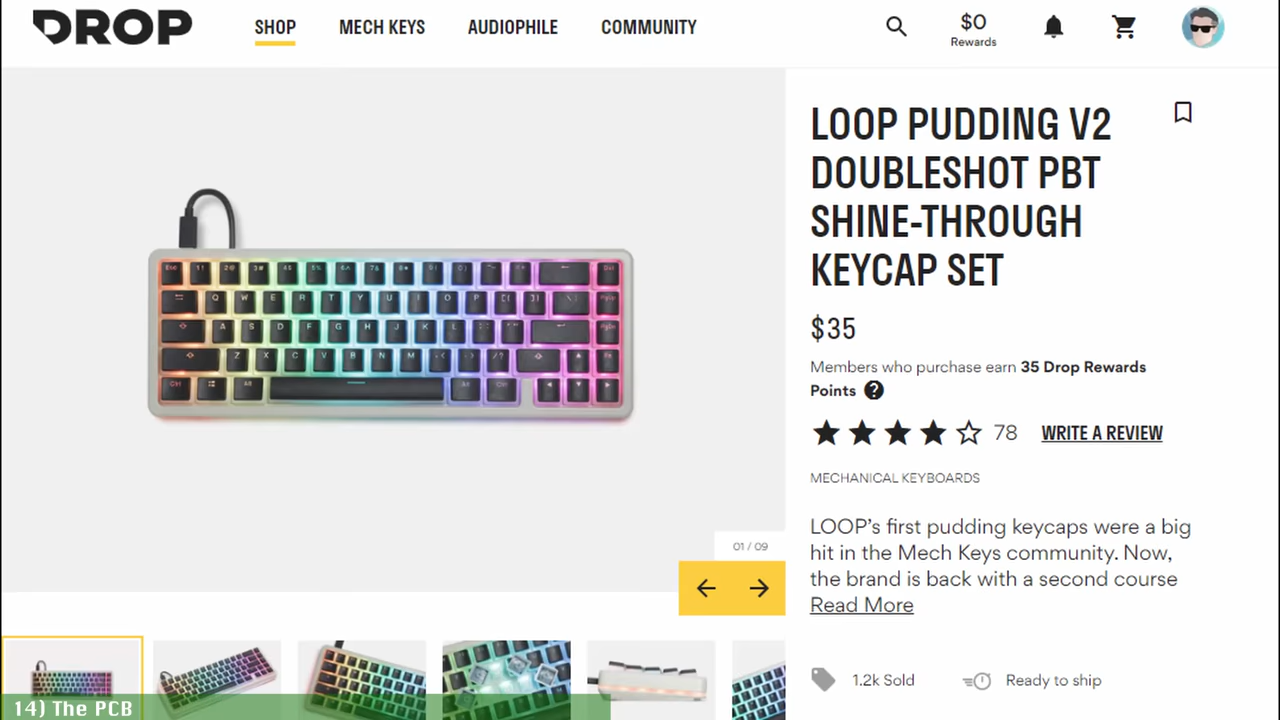 DROP
SHOP
MECH KEYS
AUDIOPHILE
COMMUNITY
$0
Rewards
LOOP PUDDING V2
DOUBLESHOT PBT
SHINE-THROUGH
KEYCAP SET
$35
Members who purchase earn 35 Drop Rewards
Points ?
78 WRITE A REVIEW
MECHANICAL KEYBOARDS
LOOP’s first pudding keycaps were a big
hit in the Mech Keys community. Now,
the brand is back with a second course
Read More
01 / 09
1.2k Sold
Ready to ship
14) The PCB